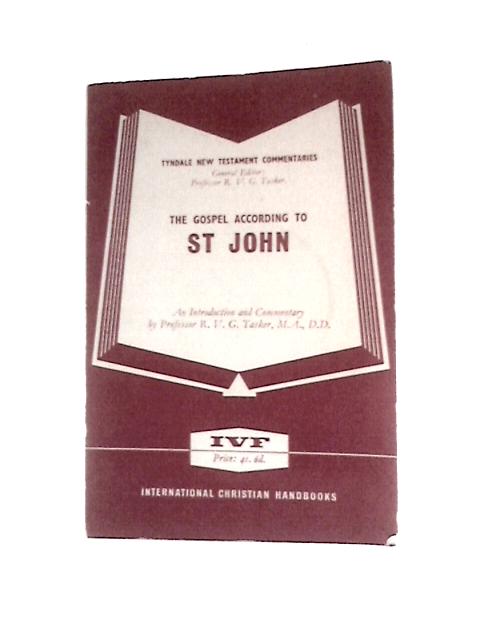 TYNDALE NEW TESTAMENT COMMENTARIES
General Editor:
Professor R. V. G. Tasker.
THE GOSPEL ACCORDING TO
ST JOHN
An Introduction and Commentary
by Professor R. V. G. Tasker, M.A., D.D.
IVF
Price: 4s. 6d.
INTERNATIONAL CHRISTIAN HANDBOOKS